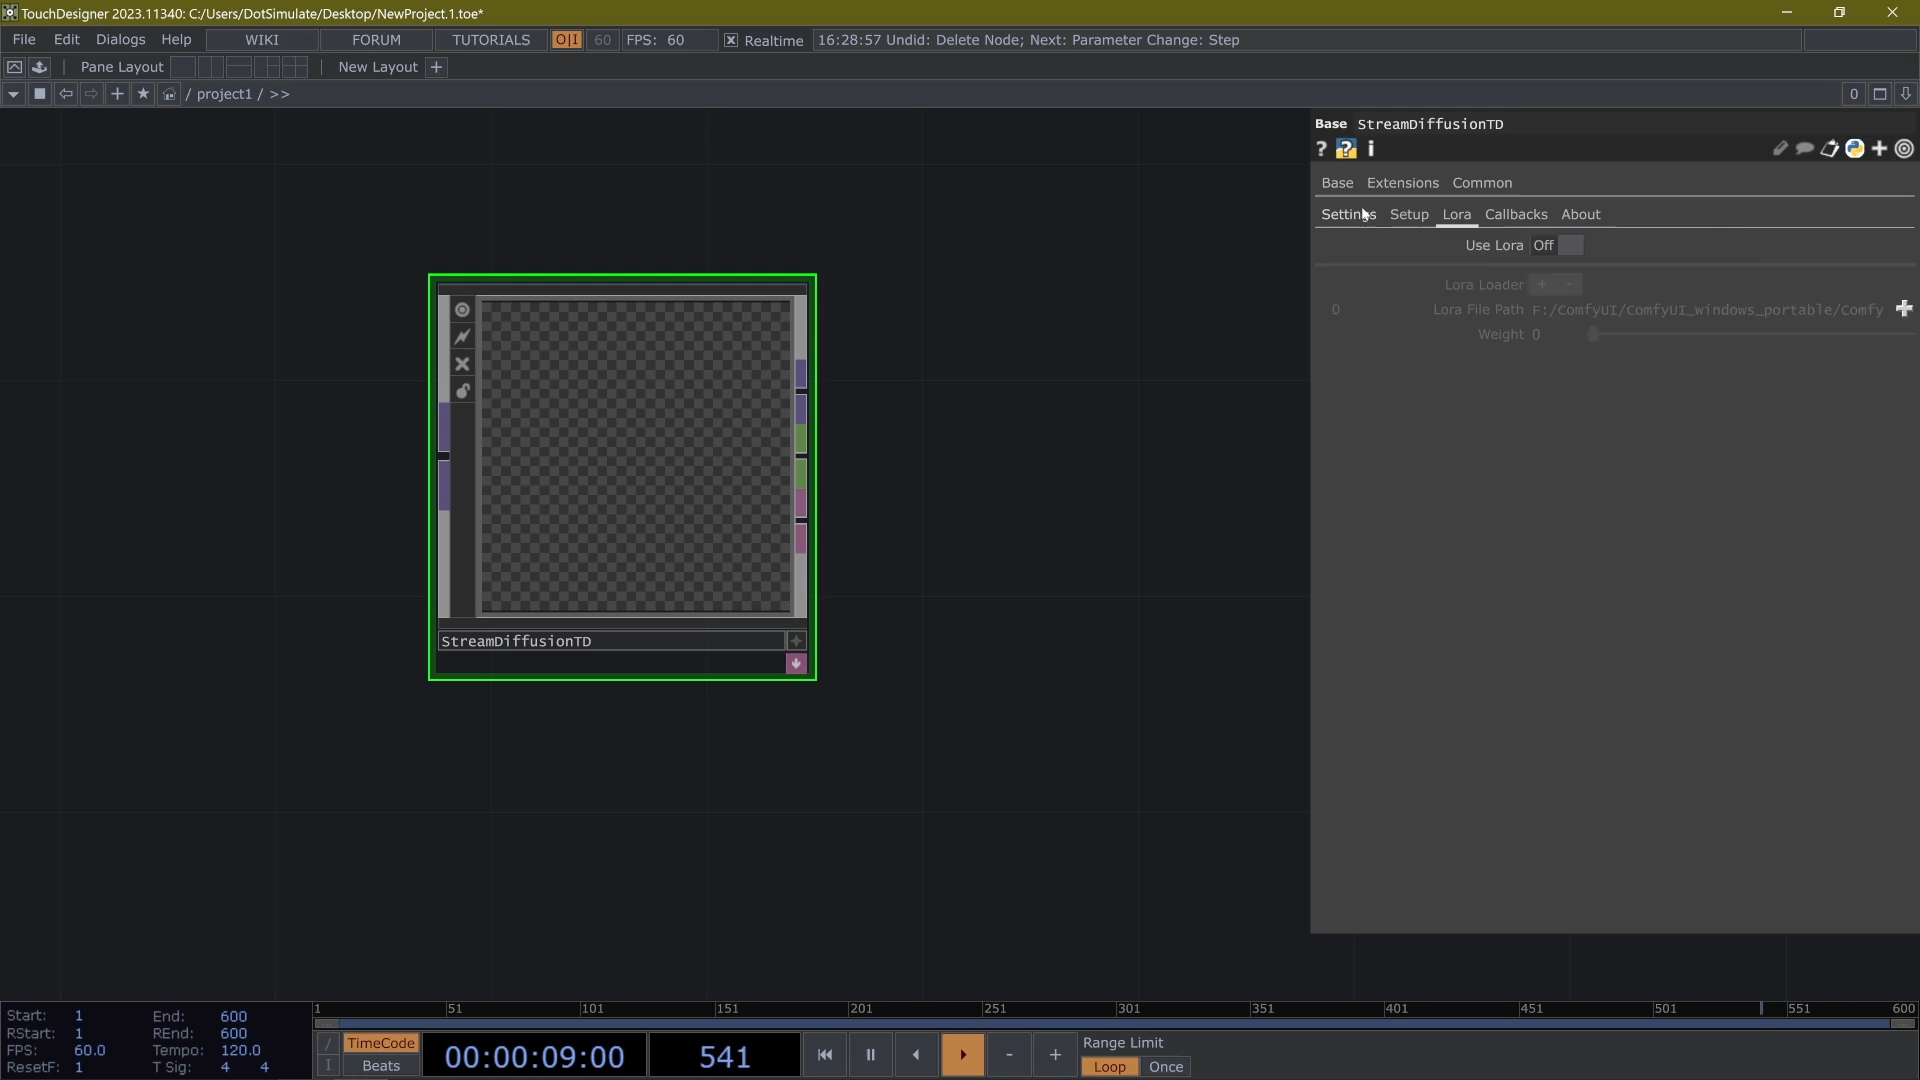 TouchDesigner 2023.11340: C:/Users/DotSimulate/Desktop/NewProject.1.toe*
File Edit Dialogs Help WIKI FORUM TUTORIALS O|I 60 FPS: 60 Realtime 16:28:57 Undid: Delete Node; Next: Parameter Change: Step
Pane Layout New Layout +
/ project1 / >> 0
Base StreamDiffusionTD
? ? i
Base Extensions Common
Settings Setup Lora Callbacks About
Use Lora Off
Lora Loader + -
0 Lora File Path F:/ComfyUI/ComfyUI_windows_portable/Comfy
Weight 0
StreamDiffusionTD
1 51 101 151 201 251 301 351 401 451 501 551 600
Start: 1 End: 600
RStart: 1 REnd: 600
FPS: 60.0 Tempo: 120.0
ResetF: 1 T Sig: 4 4
/ TimeCode
I Beats
00:00:09:00 541 - +
Range Limit
Loop Once